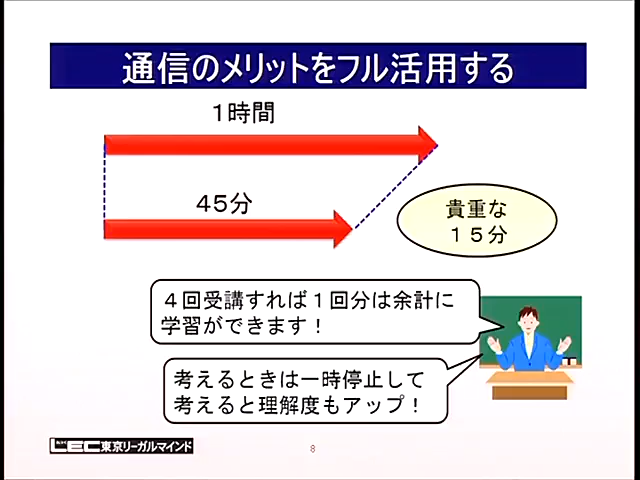 通信のメリットをフル活用する
１時間
４５分
貴重な
１５分
４回受講すれば１回分は余計に
学習ができます！
考えるときは一時停止して
考えると理解度もアップ！
LEC東京リーガルマインド
8